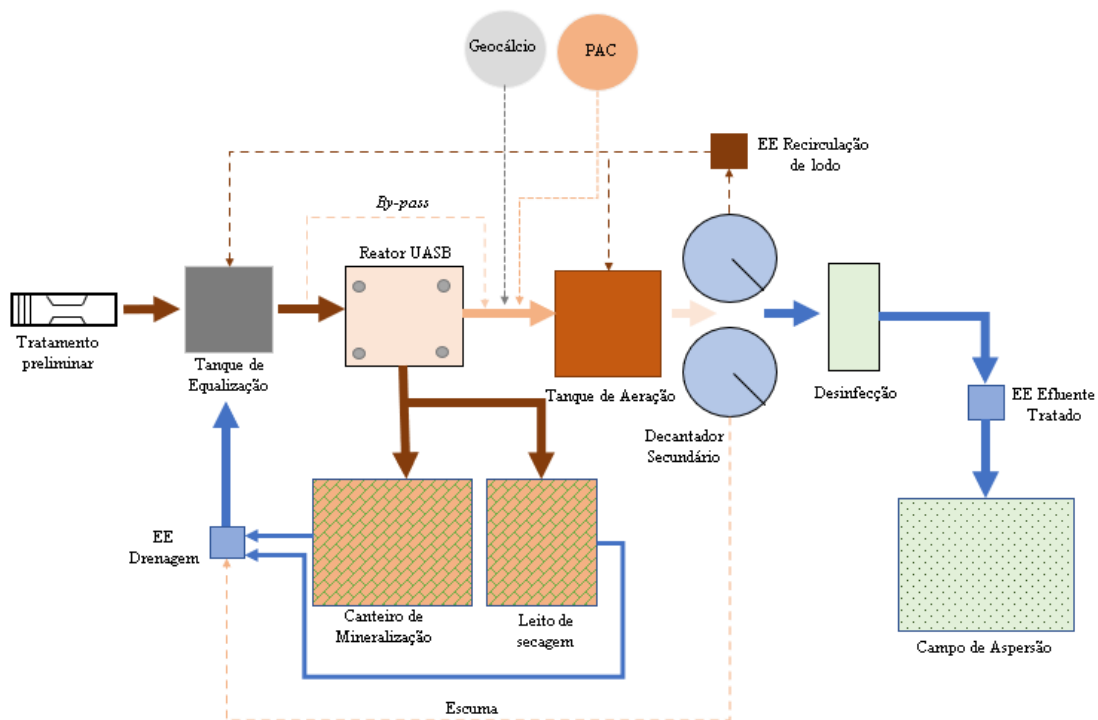 Geocálcio
PAC
EE Recirculação
de lodo
By-pass
Reator UASB
Tratamento
preliminar
Tanque de
Equalização
Tanque de Aeração
Decantador
Secundário
Desinfecção
EE Efluente
Tratado
EE
Drenagem
Canteiro de
Mineralização
Leito de
secagem
Campo de Aspersão
Escuma